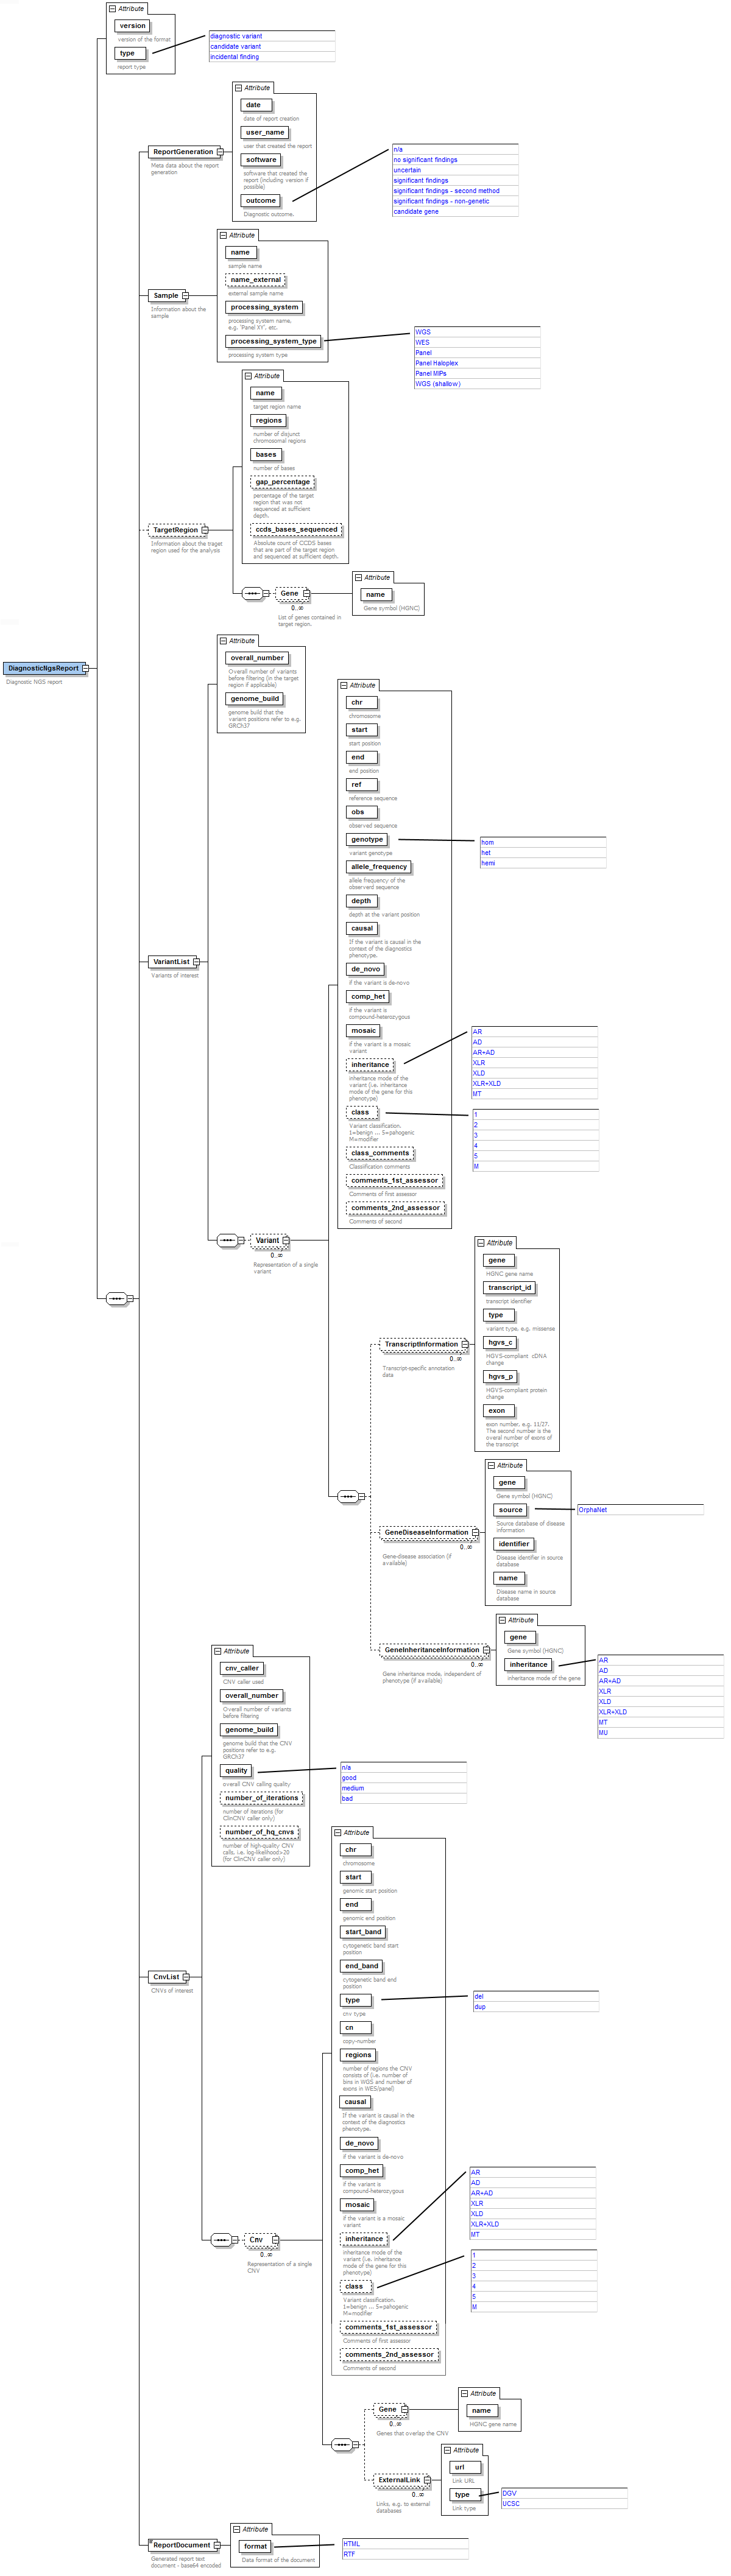 Attribute
version
version of the format
type
report type
diagnostic variant
candidate variant
incidental finding
Attribute
date
date of report creation
user_name
user that created the report
software
software that created the
report (including version if
possible)
outcome
Diagnostic outcome.
n/a
no significant findings
uncertain
significant findings
significant findings - second method
significant findings - non-genetic
candidate gene
ReportGeneration
Meta data about the report
generation
Attribute
name
sample name
name_external
external sample name
processing_system
processing system name,
e.g. 'Panel XY', etc.
processing_system_type
processing system type
WGS
WES
Panel
Panel Haloplex
Panel MIPs
WGS (shallow)
Sample
Information about the
sample
Attribute
name
target region name
regions
number of disjunct
chromosomal regions
bases
number of bases
gap_percentage
percentage of the target
region that was not
sequenced at sufficient
depth.
ccds_bases_sequenced
Absolute count of CCDS bases
that are part of the target region
and sequenced at sufficient depth.
TargetRegion
Information about the traget
region used for the analysis
Gene
0..∞
List of genes contained in
target region.
Attribute
name
Gene symbol (HGNC)
DiagnosticNgsReport
Diagnostic NGS report
Attribute
overall_number
Overall number of variants
before filtering (in the target
region if applicable)
genome_build
genome build that the
variant positions refer to e.g.
GRCh37
Attribute
chr
chromosome
start
start position
end
end position
ref
reference sequence
obs
observed sequence
genotype
variant genotype
hom
het
hemi
allele_frequency
allele frequency of the
observerd sequence
depth
depth at the variant position
causal
If the variant is causal in the
context of the diagnostics
phenotype.
de_novo
if the variant is de-novo
comp_het
if the variant is
compound-heterozygous
mosaic
if the variant is a mosaic
variant
inheritance
inheritance mode of the
variant (i.e. inheritance
mode of the gene for this
phenotype)
AR
AD
AR+AD
XLR
XLD
XLR+XLD
MT
class
Variant classification.
1=benign ... 5=pahogenic
M=modifier
1
2
3
4
5
M
class_comments
Classification comments
comments_1st_assessor
Comments of first assessor
comments_2nd_assessor
Comments of second
VariantList
Variants of interest
Variant
0..∞
Representation of a single
variant
Attribute
gene
HGNC gene name
transcript_id
transcript identifier
type
variant type, e.g. missense
hgvs_c
HGVS-compliant cDNA
change
hgvs_p
HGVS-compliant protein
change
exon
exon number, e.g. 11/27.
The second number is the
overal number of exons of
the transcript
TranscriptInformation
0..∞
Transcript-specific annotation
data
Attribute
gene
Gene symbol (HGNC)
source
Source database of disease
information
identifier
Disease identifier in source
database
name
Disease name in source
database
OrphaNet
GeneDiseaseInformation
0..∞
Gene-disease association (if
available)
Attribute
gene
Gene symbol (HGNC)
inheritance
inheritance mode of the gene
AR
AD
AR+AD
XLR
XLD
XLR+XLD
MT
MU
GeneInheritanceInformation
0..∞
Gene inheritance mode, independent of
phenotype (if available)
Attribute
cnv_caller
CNV caller used
overall_number
Overall number of variants
before filtering
genome_build
genome build that the CNV
positions refer to e.g.
GRCh37
quality
overall CNV calling quality
n/a
good
medium
bad
number_of_iterations
number of iterations (for
ClinCNV caller only)
number_of_hq_cnvs
number of high-quality CNV
calls, i.e. log-likelihood>20
(for ClinCNV caller only)
Attribute
chr
chromosome
start
genomic start position
end
genomic end position
start_band
cytogenetic band start
position
end_band
cytogenetic band end
position
type
cnv type
del
dup
cn
copy-number
regions
number of regions the CNV
consists of (i.e. number of
bins in WGS and number of
exons in WES/panel)
causal
If the variant is causal in the
context of the diagnostics
phenotype.
de_novo
if the variant is de-novo
comp_het
if the variant is
compound-heterozygous
mosaic
if the variant is a mosaic
variant
inheritance
inheritance mode of the
variant (i.e. inheritance
mode of the gene for this
phenotype)
AR
AD
AR+AD
XLR
XLD
XLR+XLD
MT
class
Variant classification.
1=benign ... 5=pahogenic
M=modifier
1
2
3
4
5
M
comments_1st_assessor
Comments of first assessor
comments_2nd_assessor
Comments of second
CnvList
CNVs of interest
Cnv
0..∞
Representation of a single
CNV
Gene
0..∞
Genes that overlap the CNV
Attribute
name
HGNC gene name
ExternalLink
0..∞
Links, e.g. to external
databases
Attribute
url
Link URL
type
Link type
DGV
UCSC
ReportDocument
Generated report text
document - base64 encoded
Attribute
format
Data format of the document
HTML
RTF